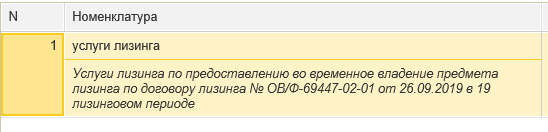 N Номенклатура
1 услуги лизинга
Услуги лизинга по предоставлению во временное владение предмета
лизинга по договору лизинга № ОВ/Ф-69447-02-01 от 26.09.2019 в 19
лизинговом периоде